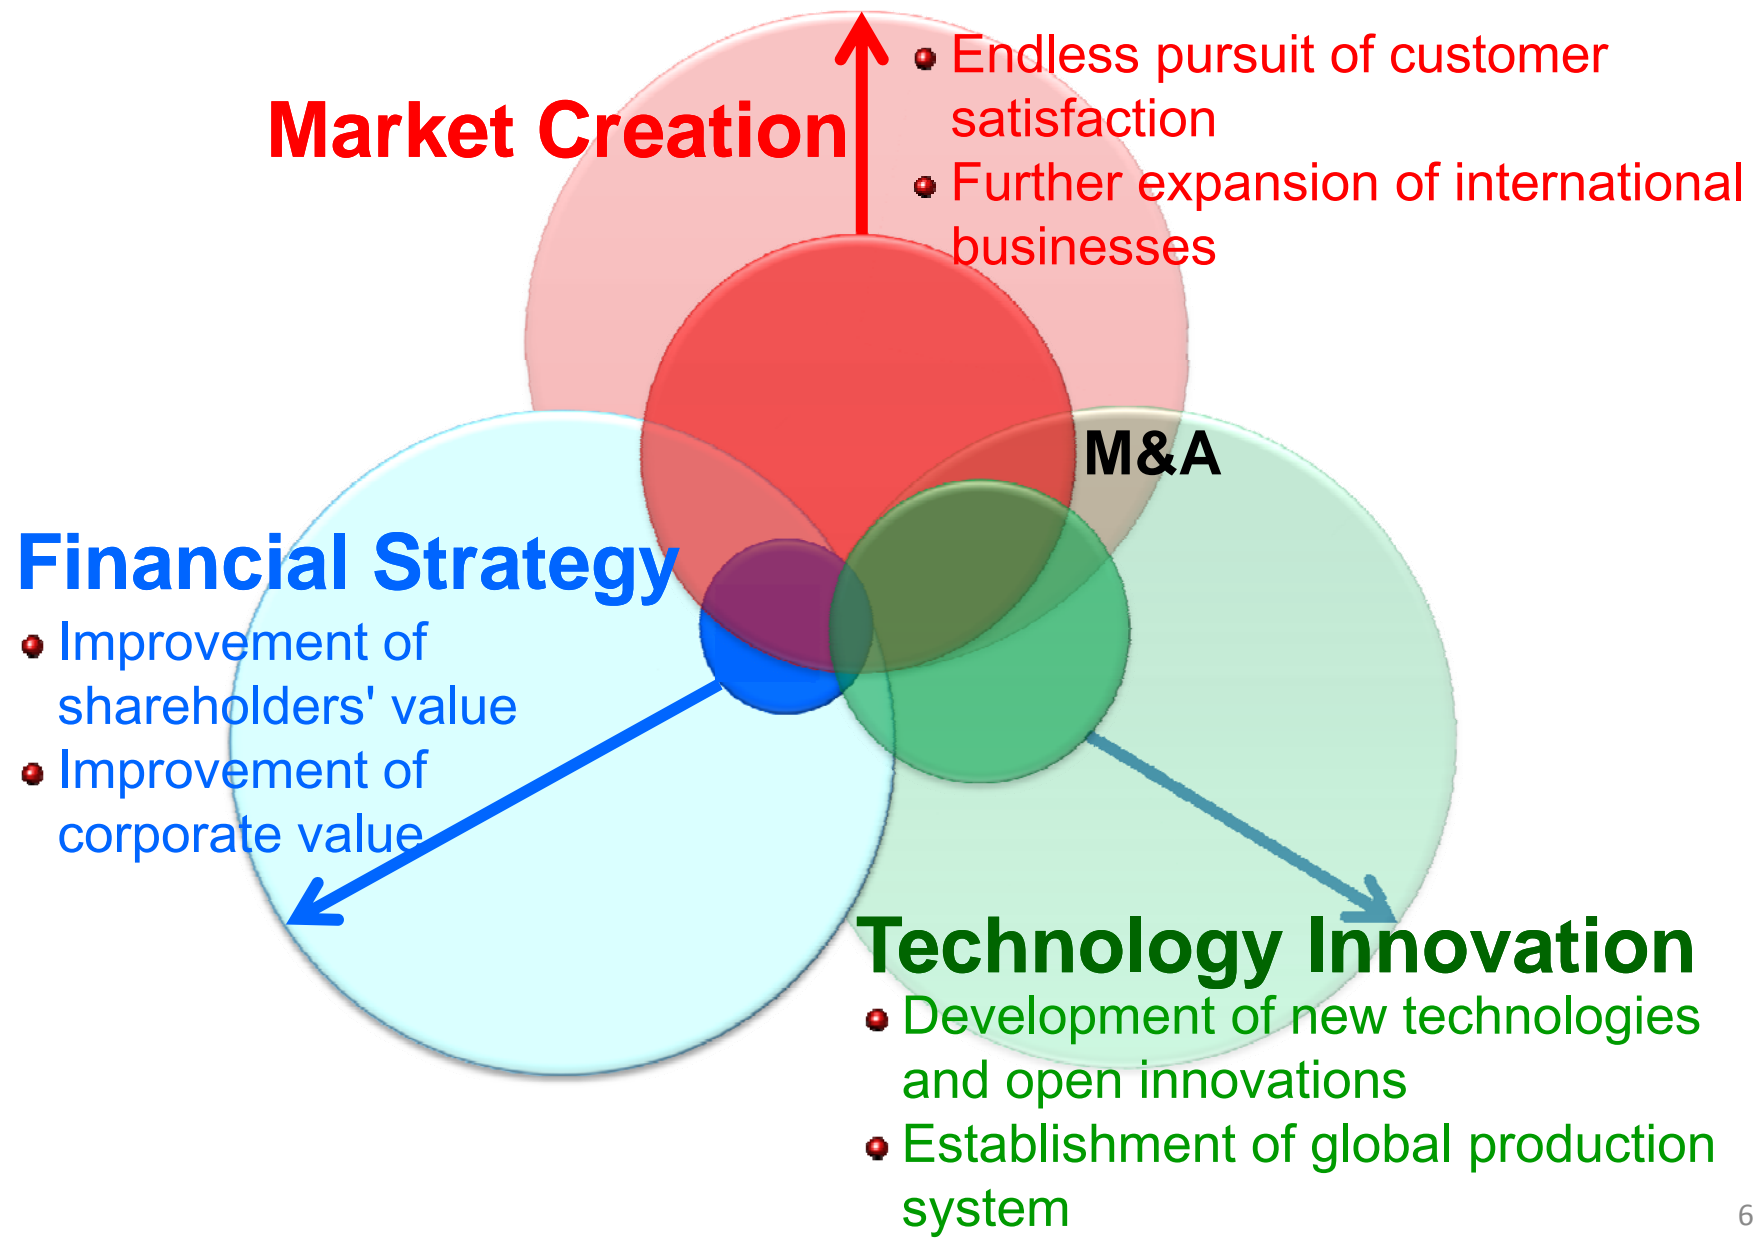 Market Creation
Endless pursuit of customer
satisfaction
Further expansion of international
businesses
M&A
Financial Strategy
Improvement of
shareholders' value
Improvement of
corporate value
Technology Innovation
Development of new technologies
and open innovations
Establishment of global production
system
6